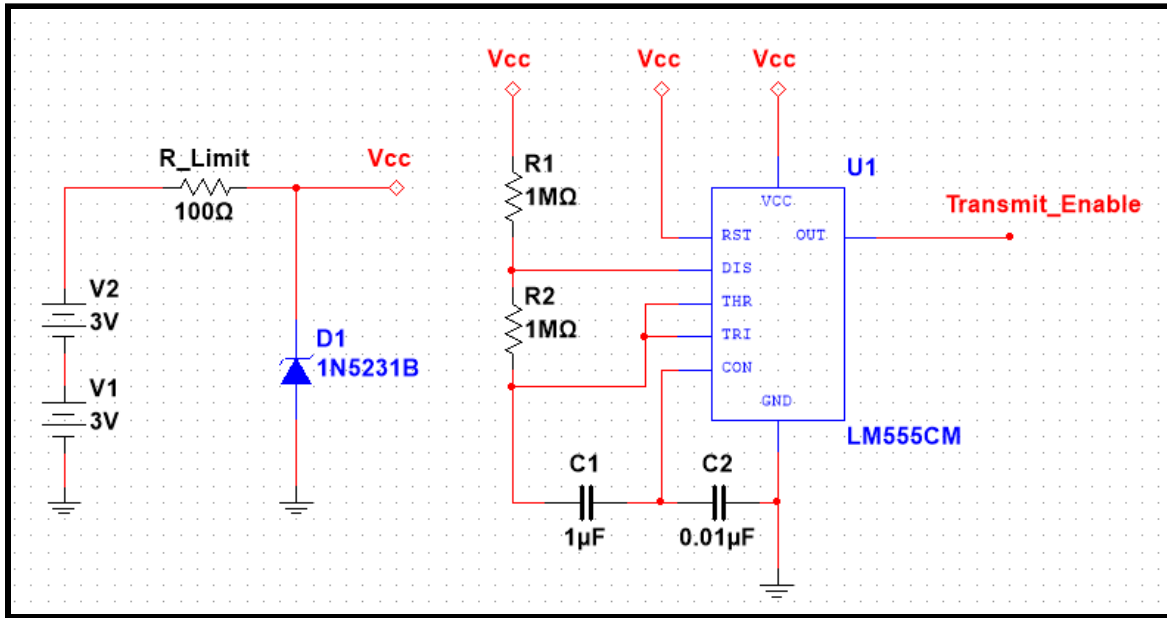 Vcc
Vcc
Vcc
R_Limit
100Ω
Vcc
R1
1MΩ
U1
VCC
RST
OUT
DIS
THR
TRI
CON
GND
Transmit_Enable
R2
1MΩ
V2
3V
V1
3V
D1
1N5231B
LM555CM
C1
1µF
C2
0.01µF